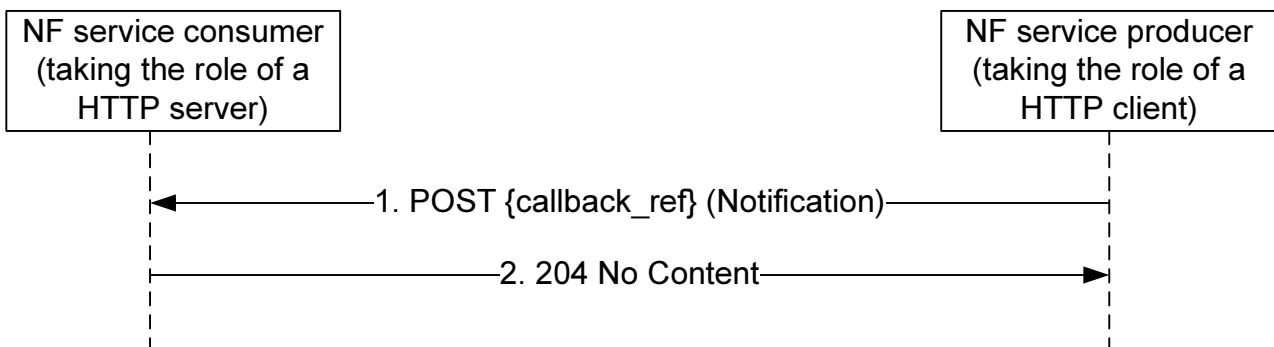 NF service consumer
(taking the role of a
HTTP server)
NF service producer
(taking the role of a
HTTP client)
1. POST {callback_ref} (Notification)
2. 204 No Content